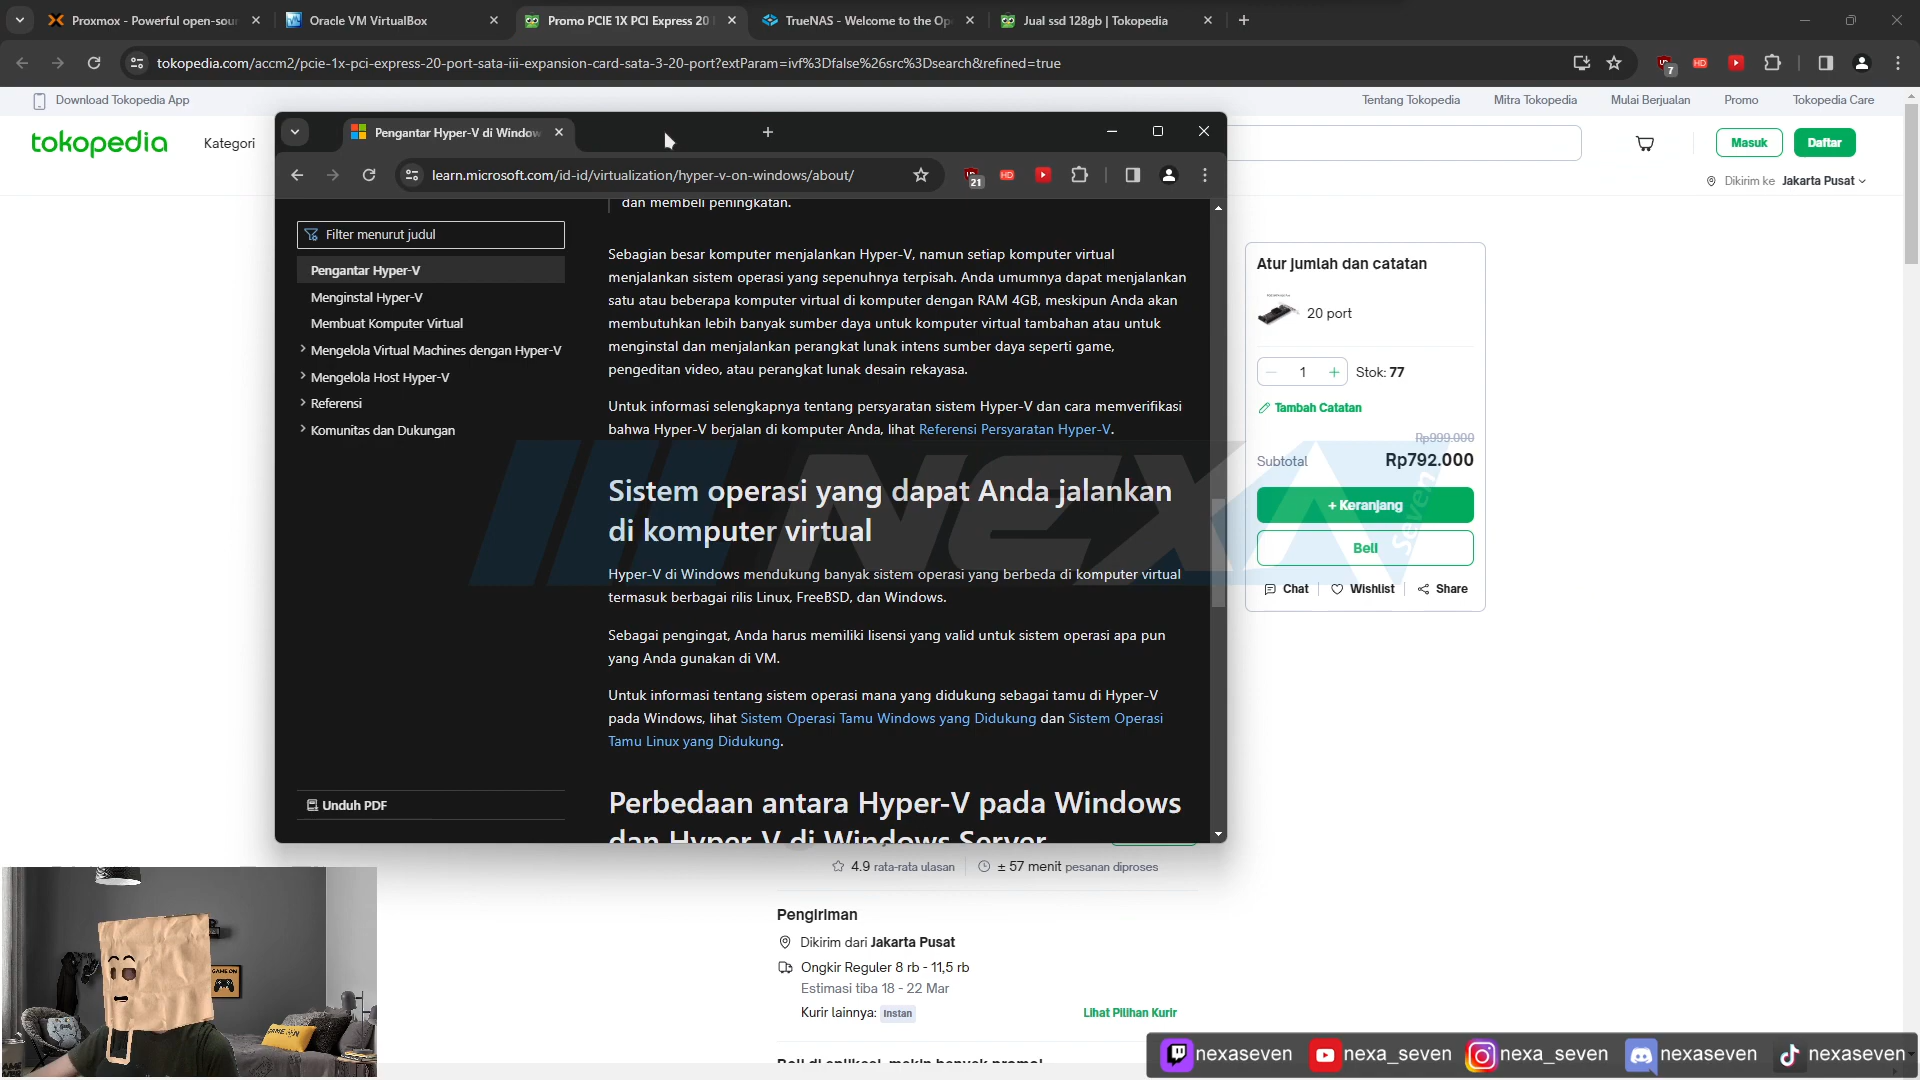 Proxmox - Powerful open-sour
Oracle VM VirtualBox
Promo PCIE 1X PCI Express 20
TrueNAS - Welcome to the Op
Jual ssd 128gb | Tokopedia
tokopedia.com/accm2/pcie-1x-pci-express-20-port-sata-iii-expansion-card-sata-3-20-port?extParam=ivf%3Dfalse%26src%3Dsearch&refined=true
HD
7
Download Tokopedia App
Tentang Tokopedia
Mitra Tokopedia
Mulai Berjualan
Promo
Tokopedia Care
tokopedia
Kategori
Masuk
Daftar
Dikirim ke Jakarta Pusat
Pengantar Hyper-V di Window
learn.microsoft.com/id-id/virtualization/hyper-v-on-windows/about/
21
HD
Filter menurut judul
Pengantar Hyper-V
Menginstal Hyper-V
Membuat Komputer Virtual
Mengelola Virtual Machines dengan Hyper-V
Mengelola Host Hyper-V
Referensi
Komunitas dan Dukungan
Unduh PDF
dan membeli peningkatan.
Sebagian besar komputer menjalankan Hyper-V, namun setiap komputer virtual
menjalankan sistem operasi yang sepenuhnya terpisah. Anda umumnya dapat menjalankan
satu atau beberapa komputer virtual di komputer dengan RAM 4GB, meskipun Anda akan
membutuhkan lebih banyak sumber daya untuk komputer virtual tambahan atau untuk
menginstal dan menjalankan perangkat lunak intens sumber daya seperti game,
pengeditan video, atau perangkat lunak desain rekayasa.
Untuk informasi selengkapnya tentang persyaratan sistem Hyper-V dan cara memverifikasi
bahwa Hyper-V berjalan di komputer Anda, lihat Referensi Persyaratan Hyper-V.
Sistem operasi yang dapat Anda jalankan
di komputer virtual
Hyper-V di Windows mendukung banyak sistem operasi yang berbeda di komputer virtual
termasuk berbagai rilis Linux, FreeBSD, dan Windows.
Sebagai pengingat, Anda harus memiliki lisensi yang valid untuk sistem operasi apa pun
yang Anda gunakan di VM.
Untuk informasi tentang sistem operasi mana yang didukung sebagai tamu di Hyper-V
pada Windows, lihat Sistem Operasi Tamu Windows yang Didukung dan Sistem Operasi
Tamu Linux yang Didukung.
Perbedaan antara Hyper-V pada Windows
dan Hyper-V di Windows Server
NEXA
Seven
Atur jumlah dan catatan
20 port
1
Stok: 77
Tambah Catatan
Rp999.000
Subtotal
Rp792.000
+ Keranjang
Beli
Chat
Wishlist
Share
4.9 rata-rata ulasan
± 57 menit pesanan diproses
Pengiriman
Dikirim dari Jakarta Pusat
Ongkir Reguler 8 rb - 11,5 rb
Estimasi tiba 18 - 22 Mar
Kurir lainnya: Instan
Lihat Pilihan Kurir
Beli di aplikasi, makin banyak promo!
GAME ON
GAME ON
nexaseven
nexa_seven
nexa_seven
nexaseven
nexaseven